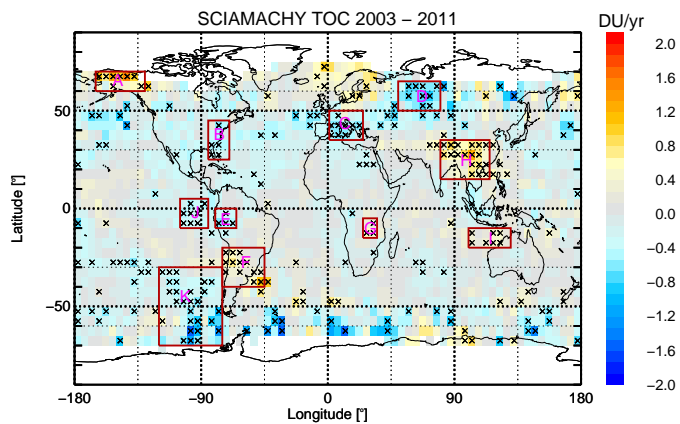 SCIAMACHY TOC 2003 – 2011
DU/yr
2.0
1.6
1.2
0.8
0.4
0.0
−0.4
−0.8
−1.2
−1.6
−2.0
50
0
−50
Latitude [°]
A
B
C
D
H
J
E
G
I
F
K
−180
−90
0
90
180
Longitude [°]